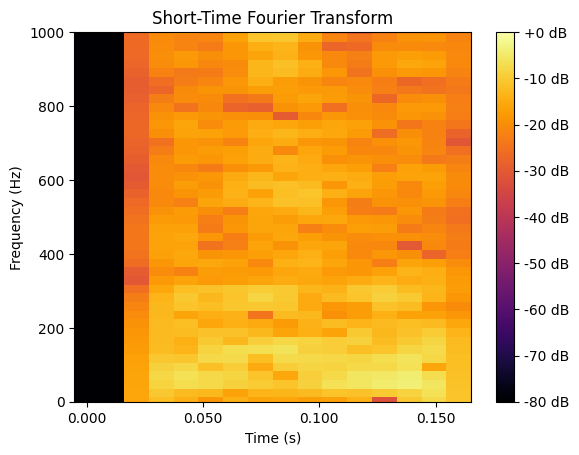 Short-Time Fourier Transform
Frequency (Hz)
1000
800
600
400
200
0
0.000
0.050
0.100
0.150
Time (s)
+0 dB
-10 dB
-20 dB
-30 dB
-40 dB
-50 dB
-60 dB
-70 dB
-80 dB